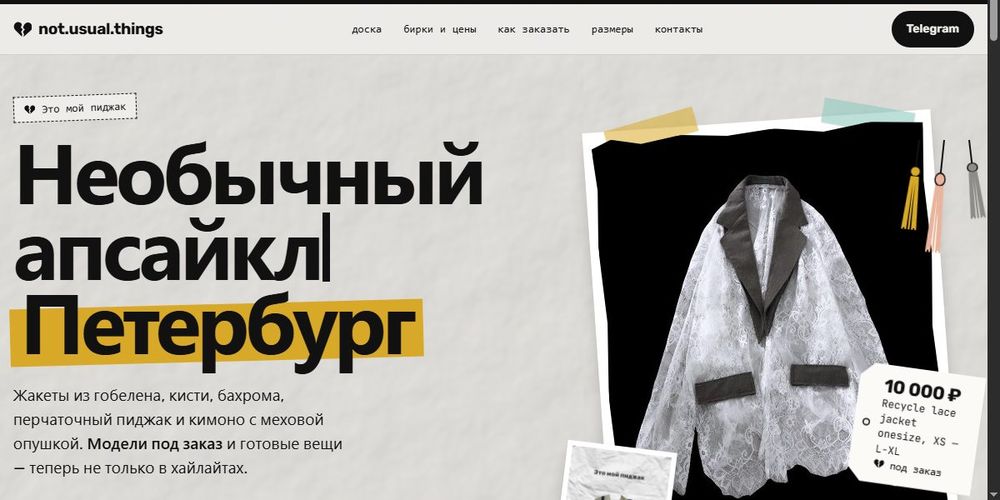 not.usual.things
доска
бирки и цены
как заказать
размеры
контакты
Telegram
Это мой пиджак
Необычный
апсайкл
Петербург
Жакеты из гобелена, кисти, бахрома,
перчаточный пиджак и кимоно с меховой
опушкой. Модели под заказ и готовые вещи
— теперь не только в хайлайтах.
10 000 ₽
Recycle lace
jacket
onesize, XS —
L-XL
под заказ
Это мой пиджак